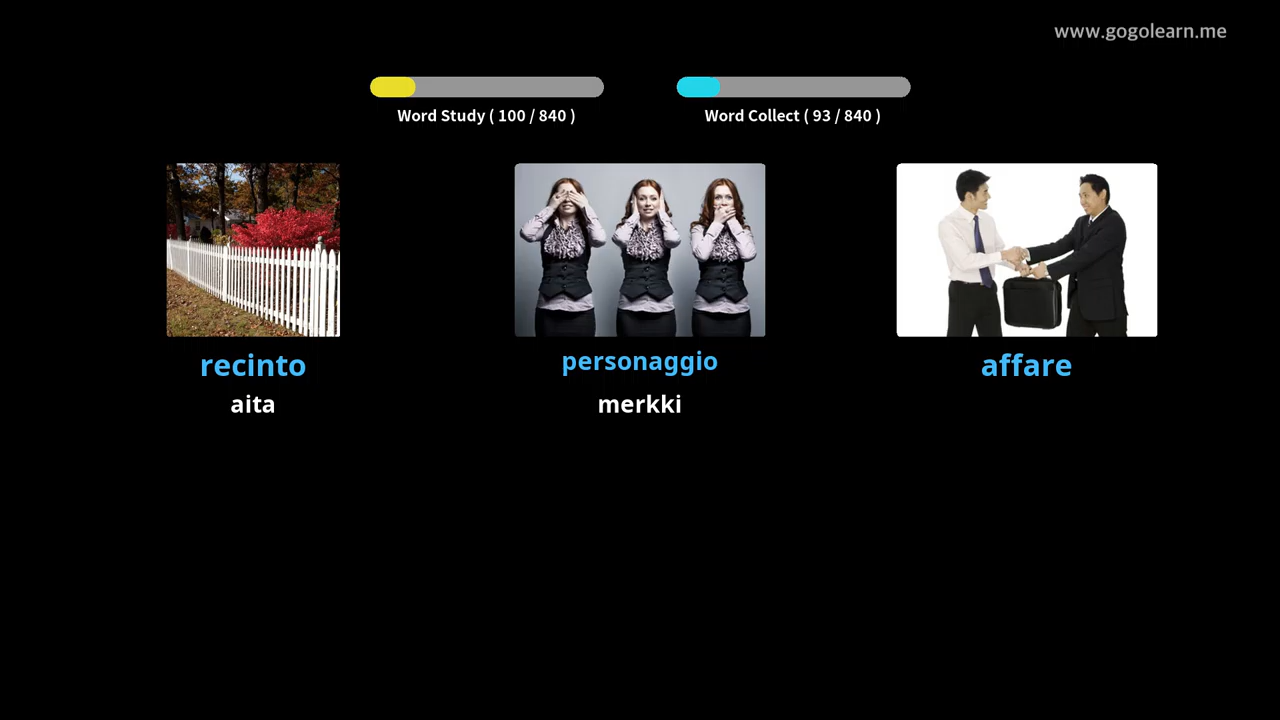 www.gogolearn.me
Word Study ( 100 / 840 )
Word Collect ( 93 / 840 )
recinto
personaggio
affare
aita
merkki